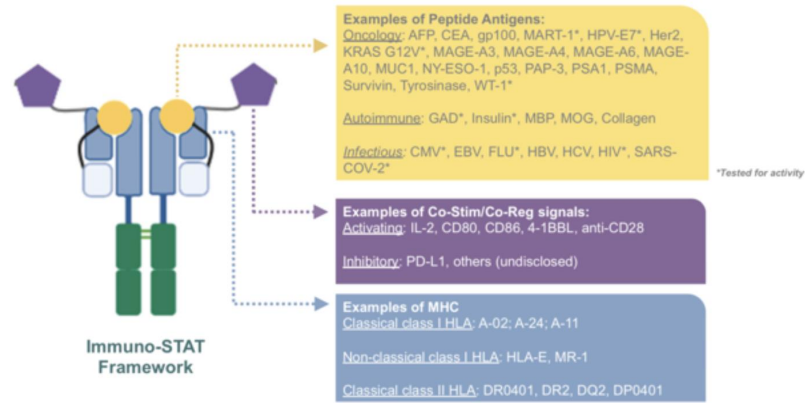 Examples of Peptide Antigens:
Oncology: AFP, CEA, gp100, MART-1*, HPV-E7*, Her2,
KRAS G12V*, MAGE-A3, MAGE-A4, MAGE-A6, MAGE-
A10, MUC1, NY-ESO-1, p53, PAP-3, PSA1, PSMA,
Survivin, Tyrosinase, WT-1*
Autoimmune: GAD*, Insulin*, MBP, MOG, Collagen
Infectious: CMV*, EBV, FLU*, HBV, HCV, HIV*, SARS-
COV-2*
*Tested for activity
Examples of Co-Stim/Co-Reg signals:
Activating: IL-2, CD80, CD86, 4-1BBL, anti-CD28
Inhibitory: PD-L1, others (undisclosed)
Examples of MHC
Classical class I HLA: A-02; A-24; A-11
Non-classical class I HLA: HLA-E, MR-1
Classical class II HLA: DR0401, DR2, DQ2, DP0401
Immuno-STAT
Framework